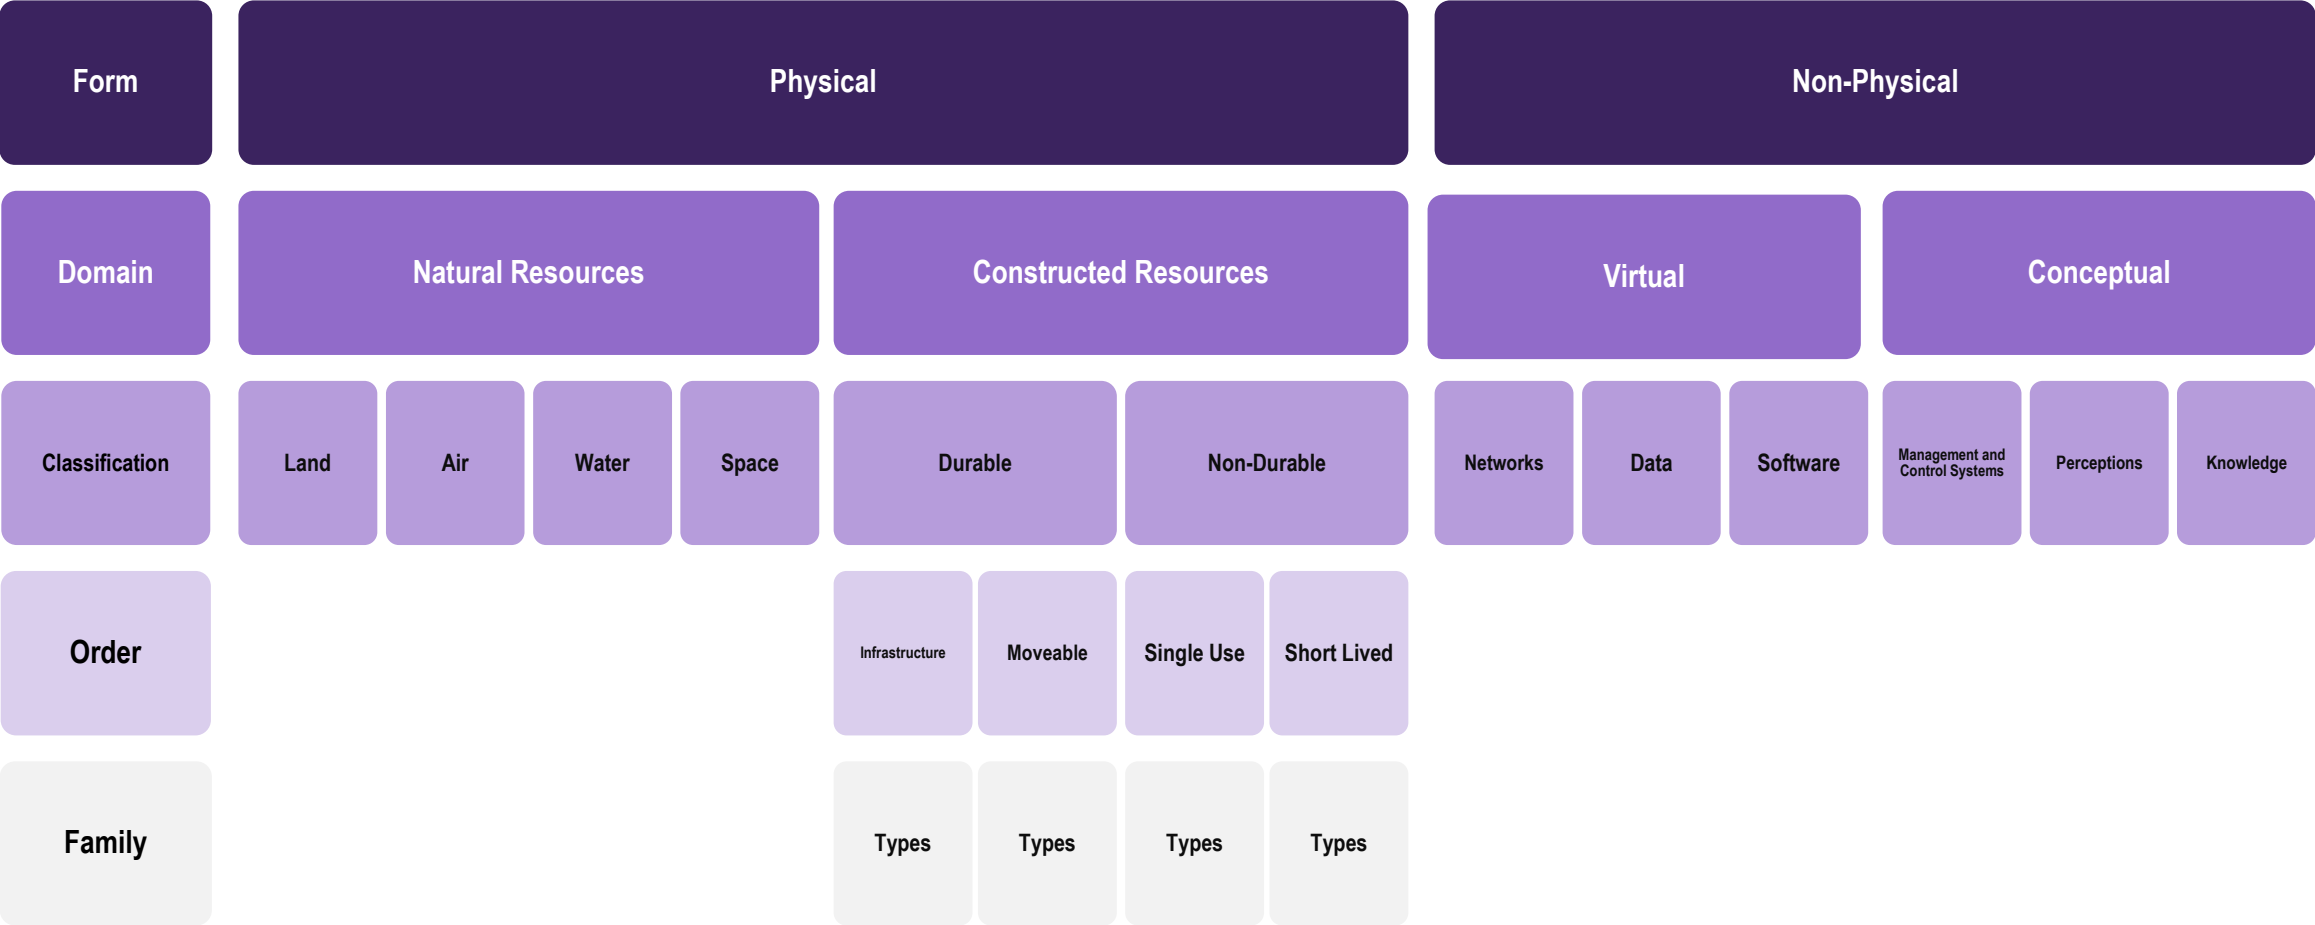 Form
Physical
Non-Physical
Domain
Natural Resources
Constructed Resources
Virtual
Conceptual
Classification
Land
Air
Water
Space
Durable
Non-Durable
Networks
Data
Software
Management and
Control Systems
Perceptions
Knowledge
Order
Infrastructure
Moveable
Single Use
Short Lived
Family
Types
Types
Types
Types